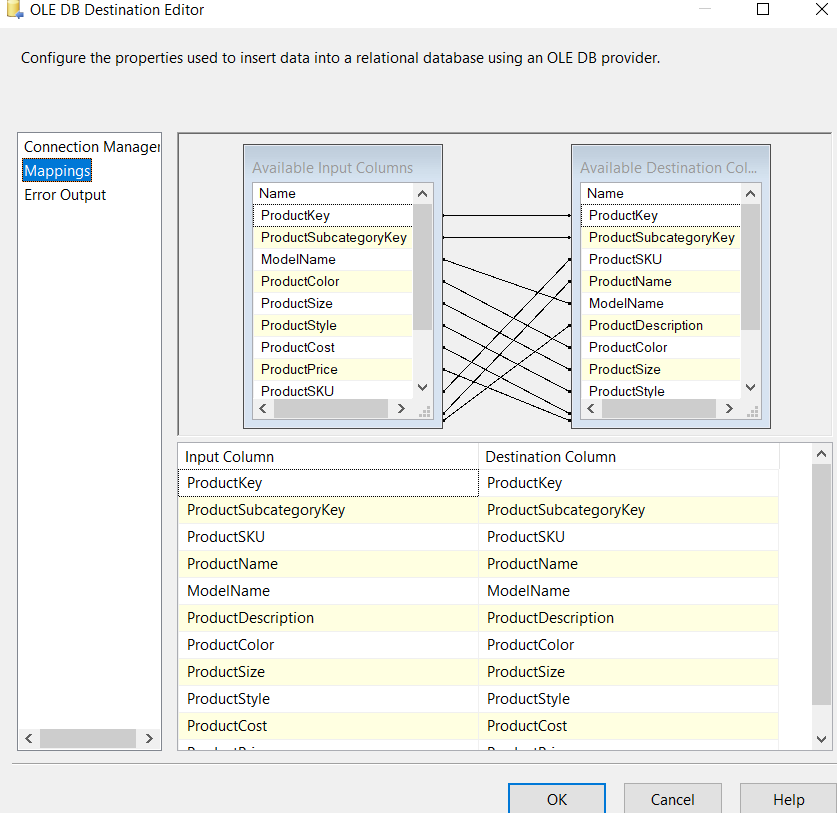 OLE DB Destination Editor
Configure the properties used to insert data into a relational database using an OLE DB provider.
Connection Manager
Mappings
Error Output
Available Input Columns
Name
ProductKey
ProductSubcategoryKey
ModelName
ProductColor
ProductSize
ProductStyle
ProductCost
ProductPrice
ProductSKU
Available Destination Col...
Name
ProductKey
ProductSubcategoryKey
ProductSKU
ProductName
ModelName
ProductDescription
ProductColor
ProductSize
ProductStyle
Input Column Destination Column
ProductKey ProductKey
ProductSubcategoryKey ProductSubcategoryKey
ProductSKU ProductSKU
ProductName ProductName
ModelName ModelName
ProductDescription ProductDescription
ProductColor ProductColor
ProductSize ProductSize
ProductStyle ProductStyle
ProductCost ProductCost
OK Cancel Help